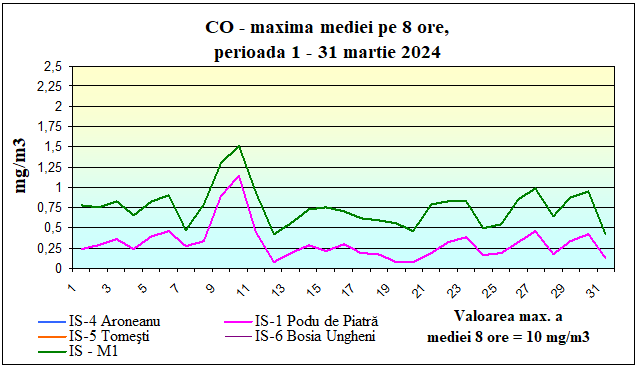 CO - maxima mediei pe 8 ore,
perioada 1 - 31 martie 2024
mg/m3
2,5
2,25
2
1,75
1,5
1,25
1
0,75
0,5
0,25
0
1 3 5 7 9 11 13 15 17 19 21 23 25 27 29 31
IS-4 Aroneanu IS-1 Podu de Piatră
IS-5 Tomeşti IS-6 Bosia Ungheni
IS - M1
Valoarea max. a
mediei 8 ore = 10 mg/m3